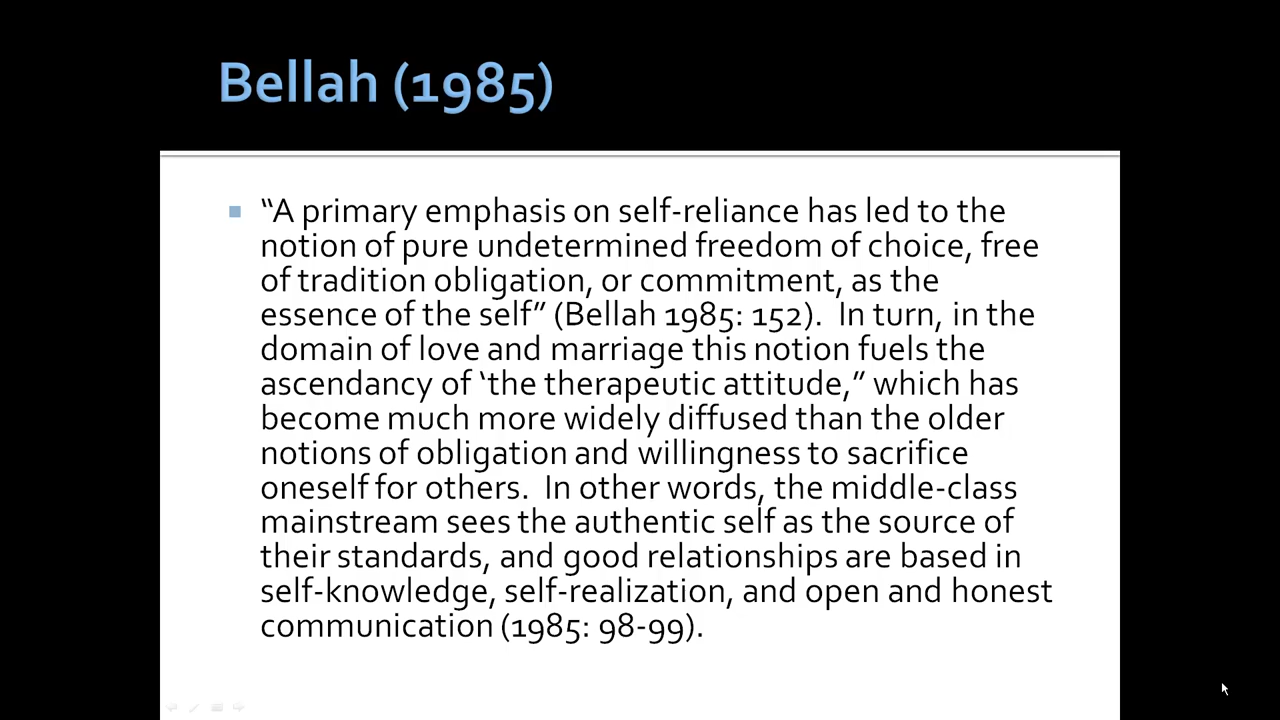 Bellah (1985)
“A primary emphasis on self-reliance has led to the
notion of pure undetermined freedom of choice, free
of tradition obligation, or commitment, as the
essence of the self” (Bellah 1985: 152).  In turn, in the
domain of love and marriage this notion fuels the
ascendancy of ‘the therapeutic attitude,” which has
become much more widely diffused than the older
notions of obligation and willingness to sacrifice
oneself for others.  In other words, the middle-class
mainstream sees the authentic self as the source of
their standards, and good relationships are based in
self-knowledge, self-realization, and open and honest
communication (1985: 98-99).